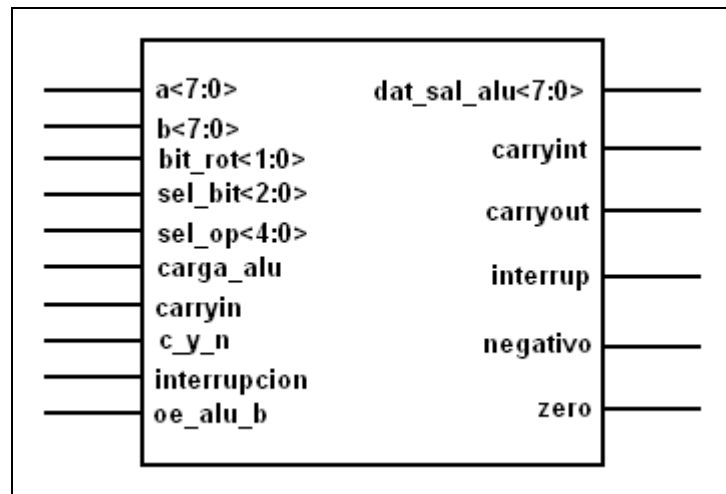 a<7:0>
b<7:0>
bit_rot<1:0>
sel_bit<2:0>
sel_op<4:0>
carga_alu
carryin
c_y_n
interrupcion
oe_alu_b
dat_sal_alu<7:0>
carryint
carryout
interrup
negativo
zero